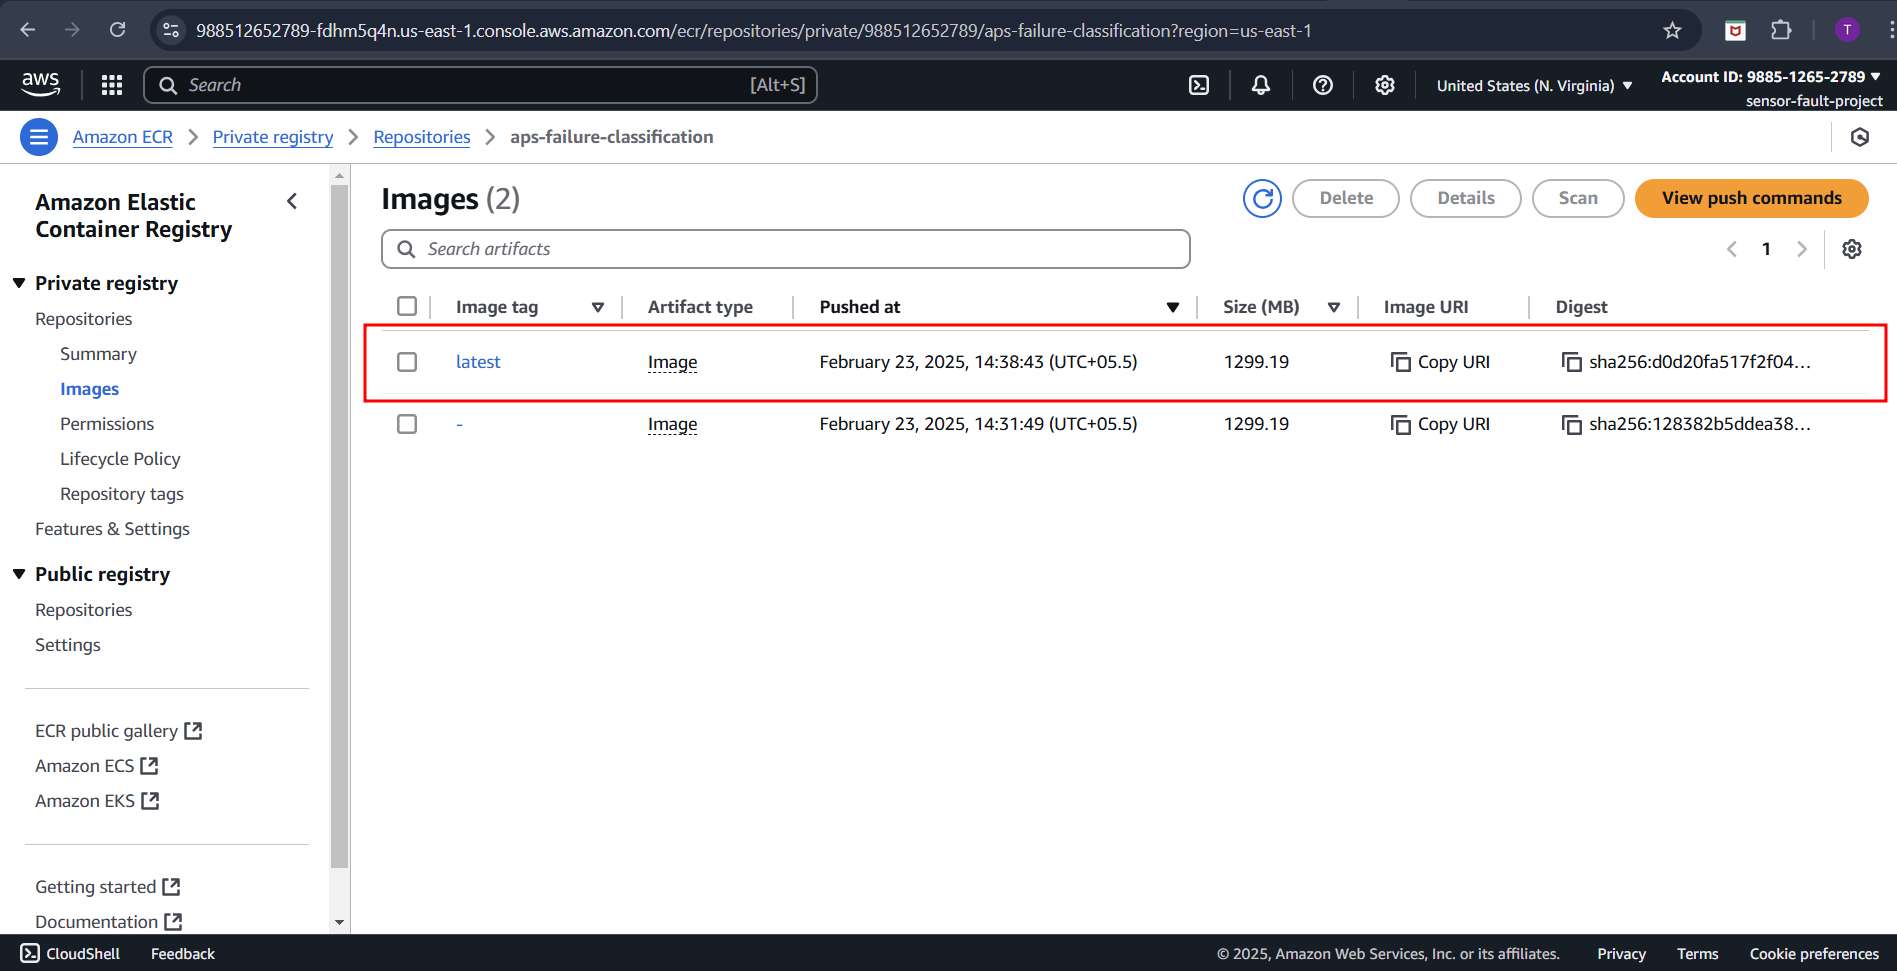 988512652789-fdhm5q4n.us-east-1.console.aws.amazon.com/ecr/repositories/private/988512652789/aps-failure-classification?region=us-east-1
T
aws
Search [Alt+S]
United States (N. Virginia)
Account ID: 9885-1265-2789
sensor-fault-project
Amazon ECR
Private registry
Repositories
aps-failure-classification
Amazon Elastic
Container Registry
Private registry
Repositories
Summary
Images
Permissions
Lifecycle Policy
Repository tags
Features & Settings
Public registry
Repositories
Settings
ECR public gallery
Amazon ECS
Amazon EKS
Getting started
Documentation
Images (2)
Delete
Details
Scan
View push commands
Search artifacts
1
Image tag Artifact type Pushed at Size (MB) Image URI Digest
latest Image February 23, 2025, 14:38:43 (UTC+05.5) 1299.19 Copy URI sha256:d0d20fa517f2f04...
- Image February 23, 2025, 14:31:49 (UTC+05.5) 1299.19 Copy URI sha256:128382b5ddea38...
CloudShell
Feedback
© 2025, Amazon Web Services, Inc. or its affiliates.
Privacy
Terms
Cookie preferences